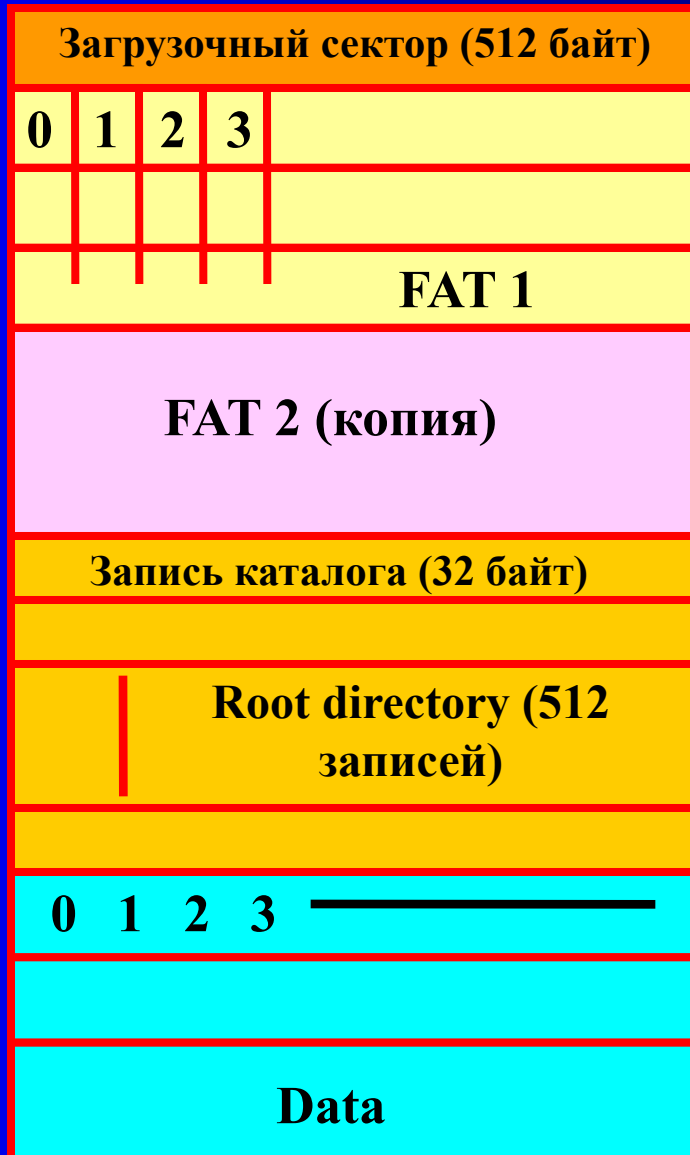 Загрузочный сектор (512 байт)
0 1 2 3
FAT 1
FAT 2 (копия)
Запись каталога (32 байт)
Root directory (512
записей)
0 1 2 3
Data